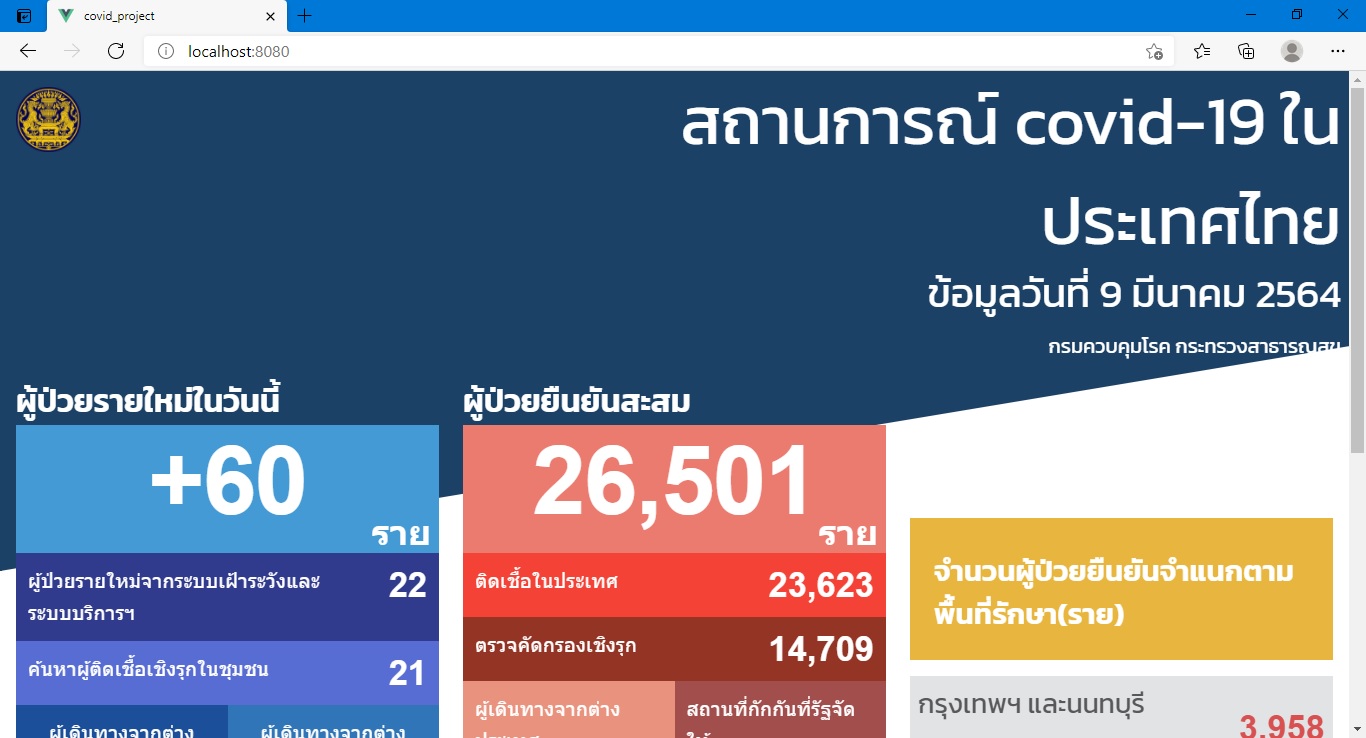 covid_project
localhost:8080
สถานการณ์ covid-19 ใน
ประเทศไทย
ข้อมูลวันที่ 9 มีนาคม 2564
กรมควบคุมโรค กระทรวงสาธารณสุข
ผู้ป่วยรายใหม่ในวันนี้
+60
ราย
ผู้ป่วยรายใหม่จากระบบเฝ้าระวังและ
ระบบบริการฯ
22
ค้นหาผู้ติดเชื้อเชิงรุกในชุมชน
21
ผู้เดินทางจากต่าง
ผู้เดินทางจากต่าง
ผู้ป่วยยืนยันสะสม
26,501
ราย
ติดเชื้อในประเทศ
23,623
ตรวจคัดกรองเชิงรุก
14,709
ผู้เดินทางจากต่าง
ประเทศ
สถานที่กักกันที่รัฐจัด
ให้
จำนวนผู้ป่วยยืนยันจำแนกตาม
พื้นที่รักษา(ราย)
กรุงเทพฯ และนนทบุรี
3,958